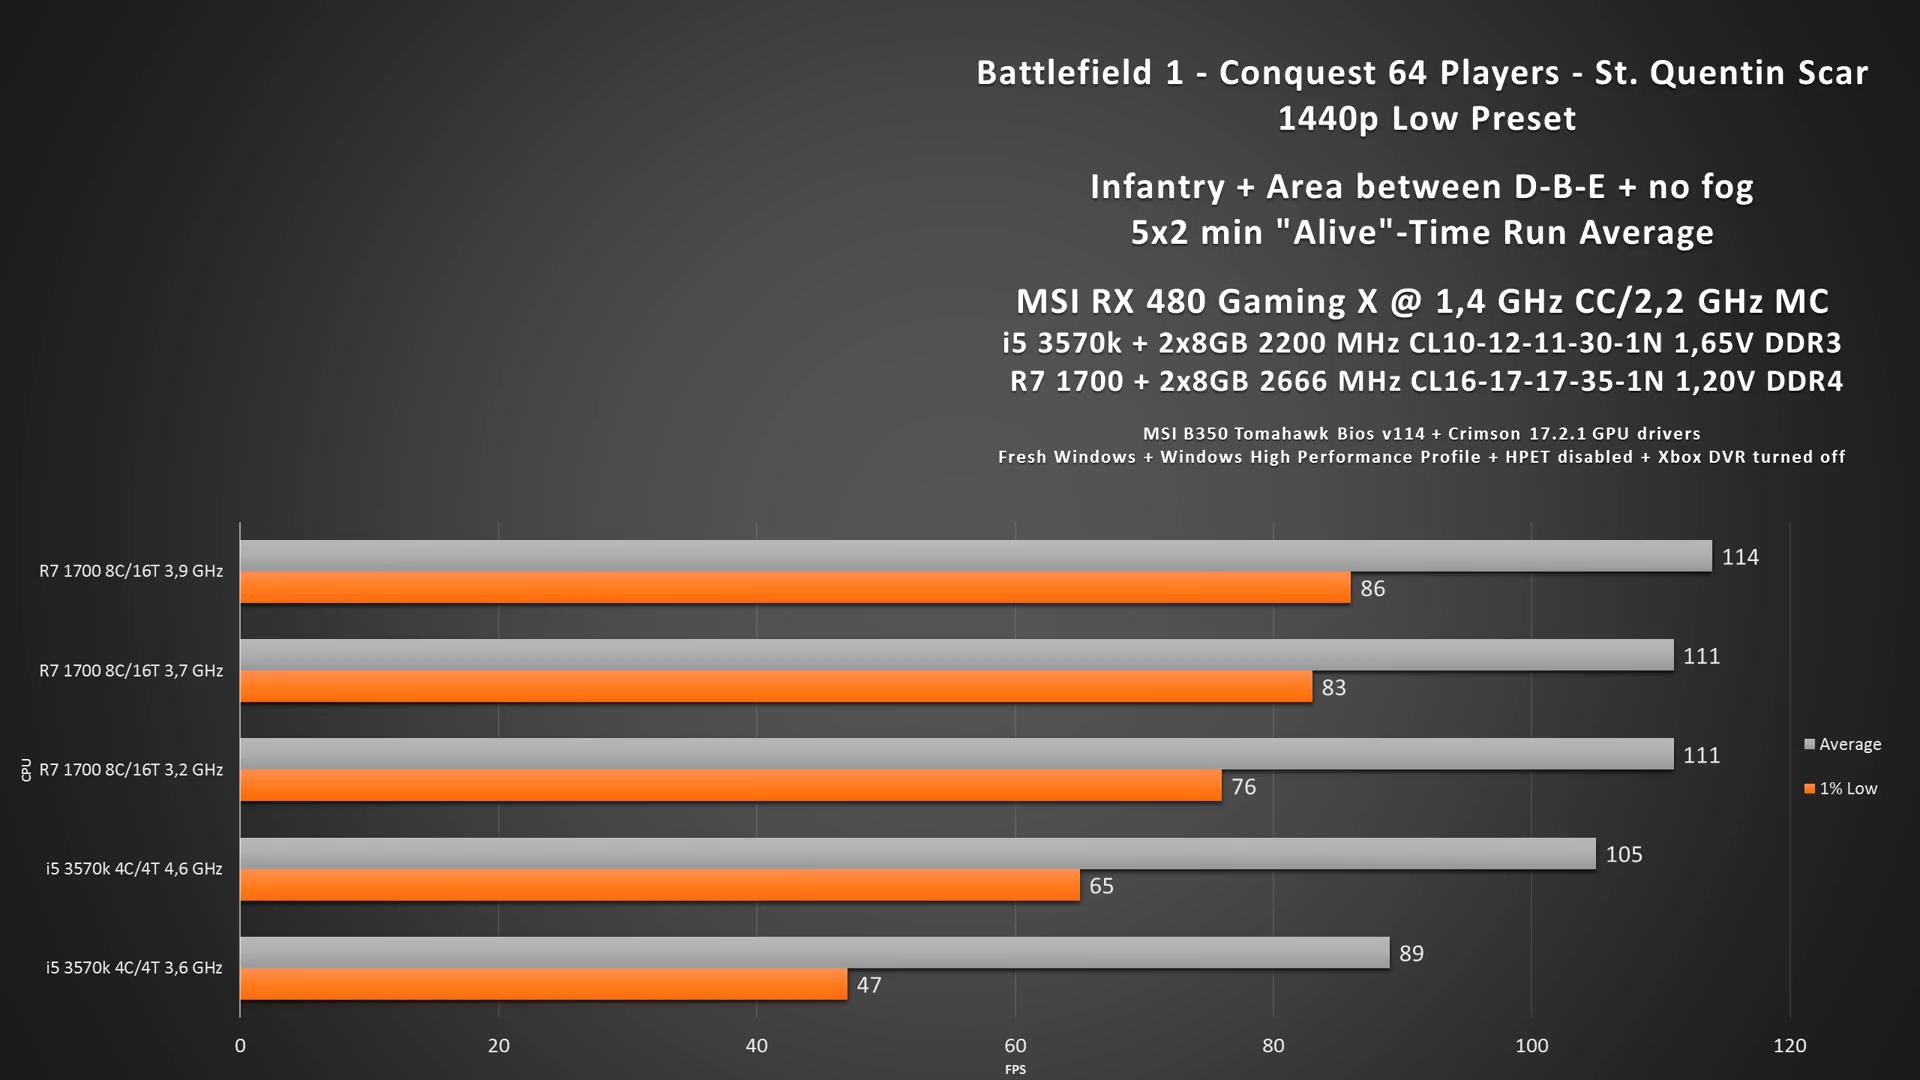 Battlefield 1 - Conquest 64 Players - St. Quentin Scar
1440p Low Preset
Infantry + Area between D-B-E + no fog
5x2 min "Alive"-Time Run Average
MSI RX 480 Gaming X @ 1,4 GHz CC/2,2 GHz MC
i5 3570k + 2x8GB 2200 MHz CL10-12-11-30-1N 1,65V DDR3
R7 1700 + 2x8GB 2666 MHz CL16-17-17-35-1N 1,20V DDR4
MSI B350 Tomahawk Bios v114 + Crimson 17.2.1 GPU drivers
Fresh Windows + Windows High Performance Profile + HPET disabled + Xbox DVR turned off
R7 1700 8C/16T 3,9 GHz
114
86
R7 1700 8C/16T 3,7 GHz
111
83
R7 1700 8C/16T 3,2 GHz
111
76
i5 3570k 4C/4T 4,6 GHz
105
65
i5 3570k 4C/4T 3,6 GHz
89
47
CPU
Average
1% Low
0 20 40 60 80 100 120
FPS